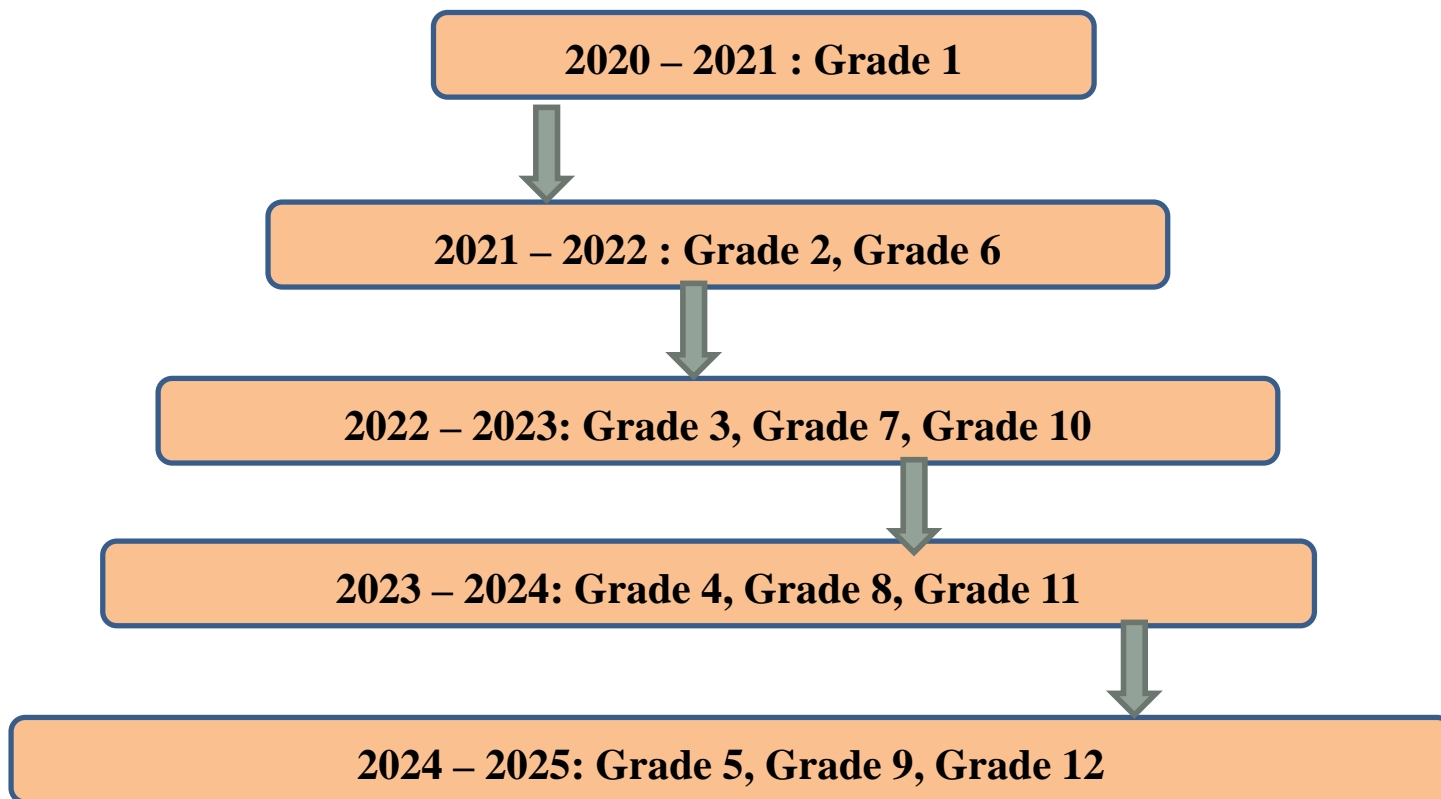 2020 – 2021 : Grade 1
2021 – 2022 : Grade 2, Grade 6
2022 – 2023: Grade 3, Grade 7, Grade 10
2023 – 2024: Grade 4, Grade 8, Grade 11
2024 – 2025: Grade 5, Grade 9, Grade 12